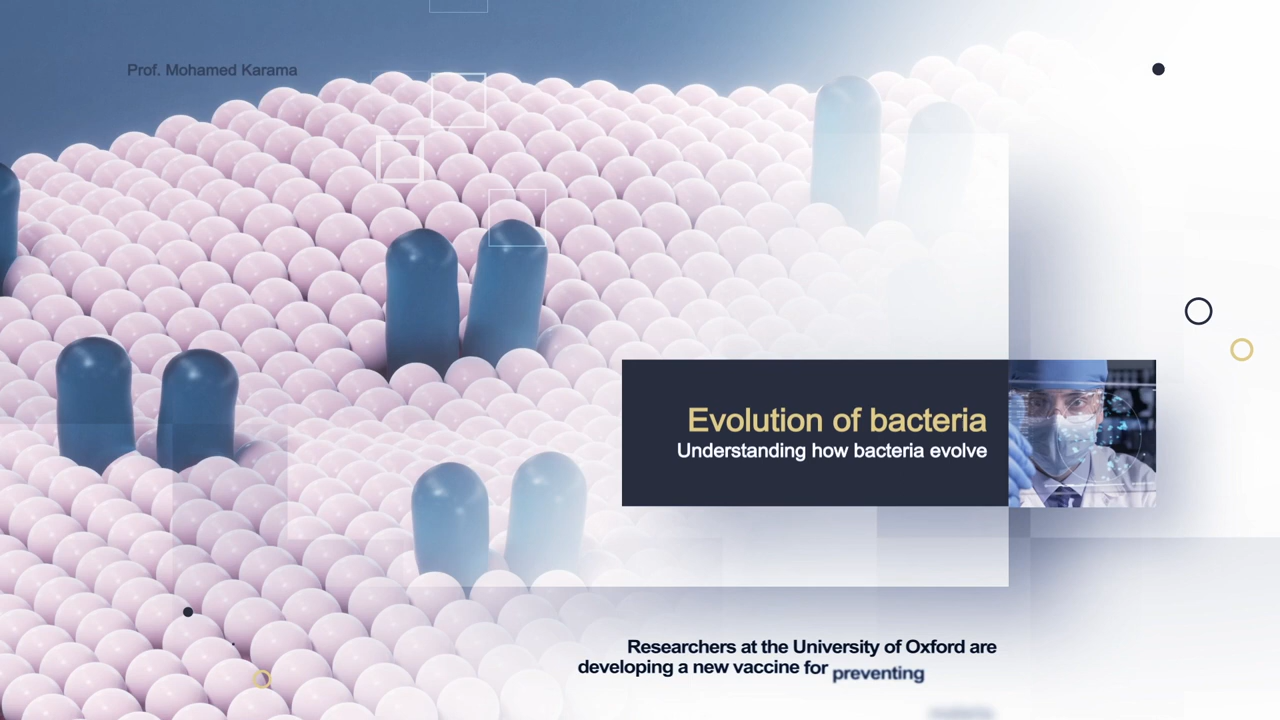 Prof. Mohamed Karama
Evolution of bacteria
Understanding how bacteria evolve
Researchers at the University of Oxford are
developing a new vaccine for preventing